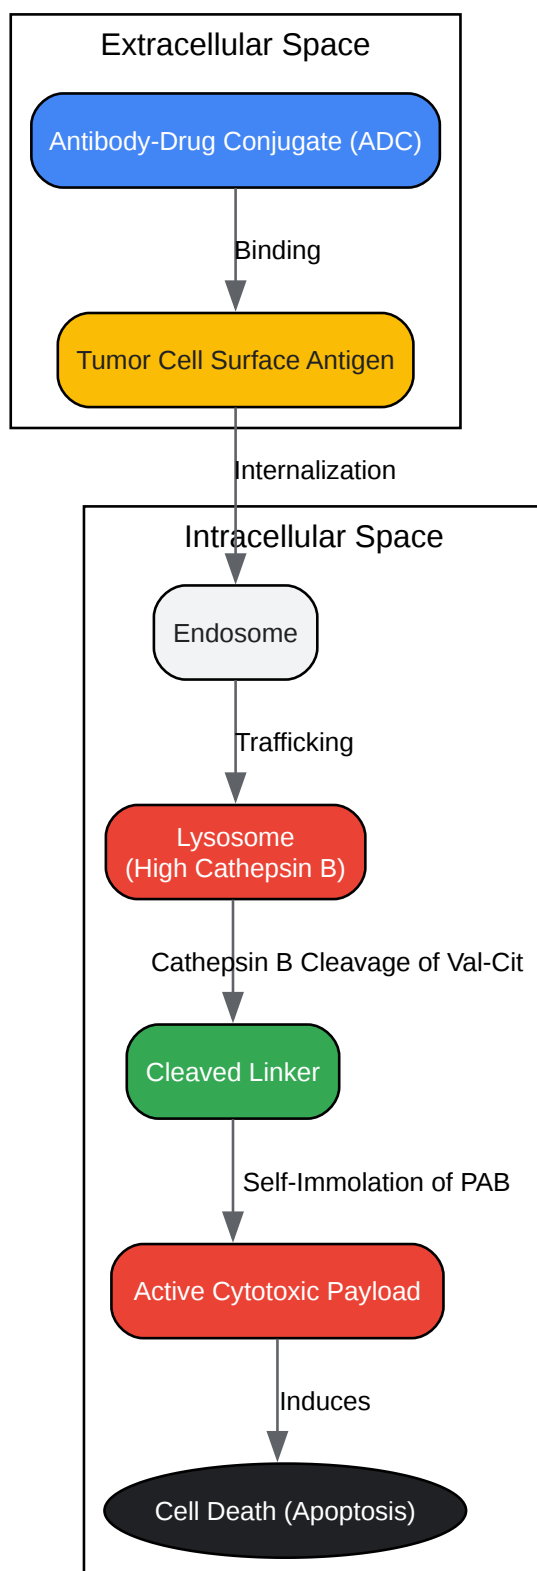 Extracellular Space
Antibody-Drug Conjugate (ADC)
Binding
Tumor Cell Surface Antigen
Internalization
Intracellular Space
Endosome
Trafficking
Lysosome
(High Cathepsin B)
Cathepsin B Cleavage of Val-Cit
Cleaved Linker
Self-Immolation of PAB
Active Cytotoxic Payload
Induces
Cell Death (Apoptosis)